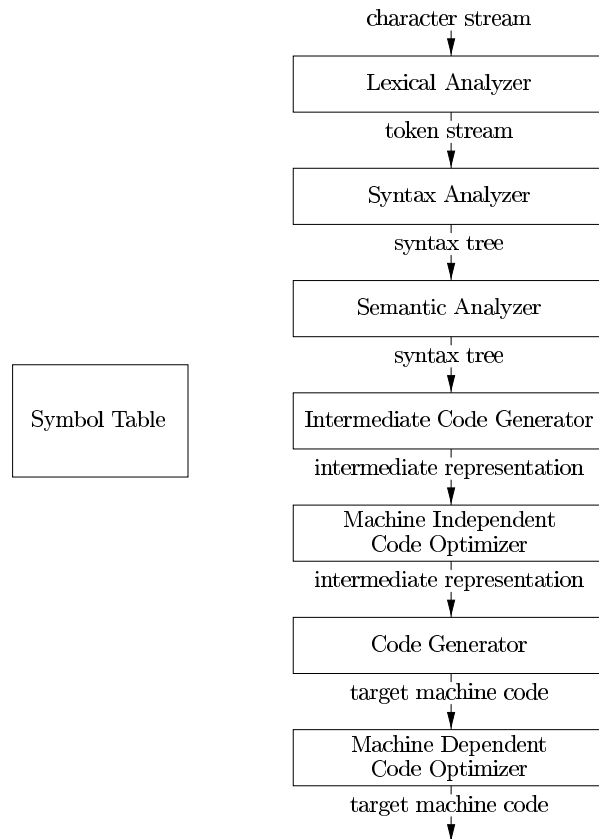 character stream
Lexical Analyzer
token stream
Syntax Analyzer
syntax tree
Semantic Analyzer
syntax tree
Symbol Table
Intermediate Code Generator
intermediate representation
Machine Independent
Code Optimizer
intermediate representation
Code Generator
target machine code
Machine Dependent
Code Optimizer
target machine code